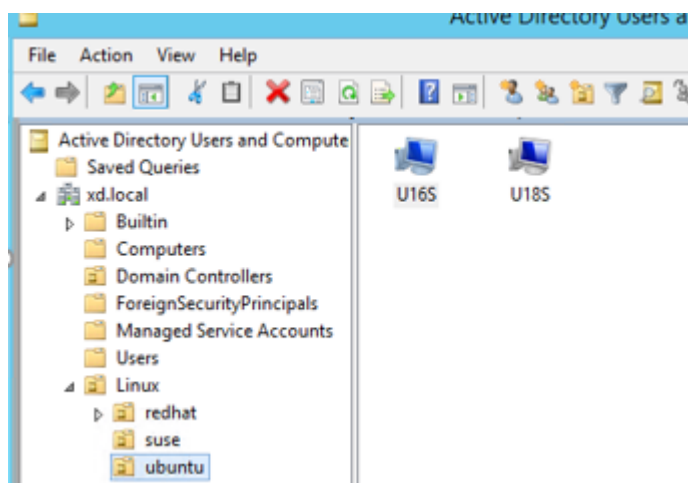 Active Directory Users a
File Action View Help
Active Directory Users and Compute
Saved Queries
xd.local
Builtin
Computers
Domain Controllers
ForeignSecurityPrincipals
Managed Service Accounts
Users
Linux
redhat
suse
ubuntu
U16S U18S